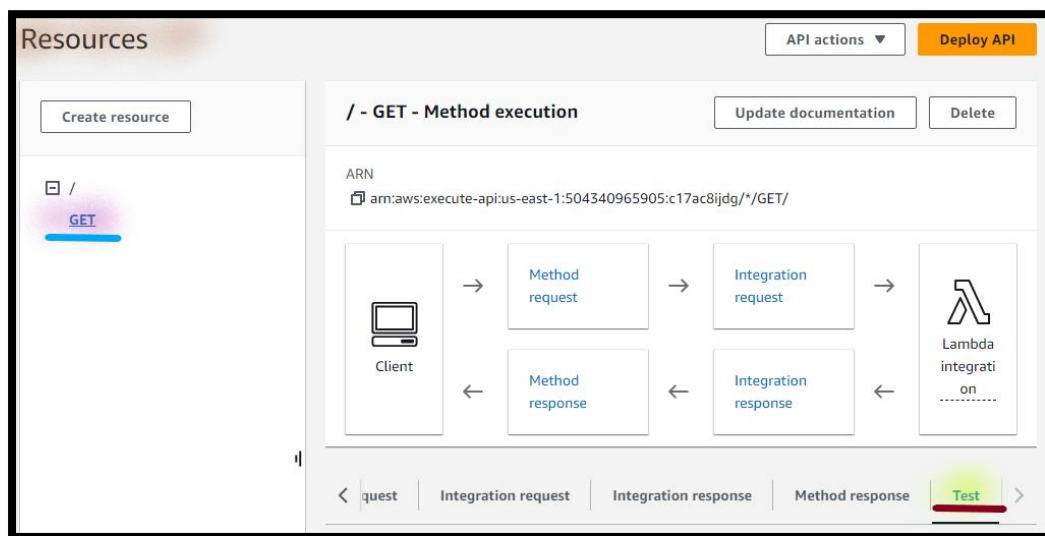 Resources
API actions ▼
Deploy API
Create resource
/ - GET - Method execution
Update documentation
Delete
/
GET
ARN
arn:aws:execute-api:us-east-1:504340965905:c17ac8ijdg/*/GET/
Client
Method
request
Integration
request
Lambda
integrati
on
Method
response
Integration
response
quest
Integration request
Integration response
Method response
Test